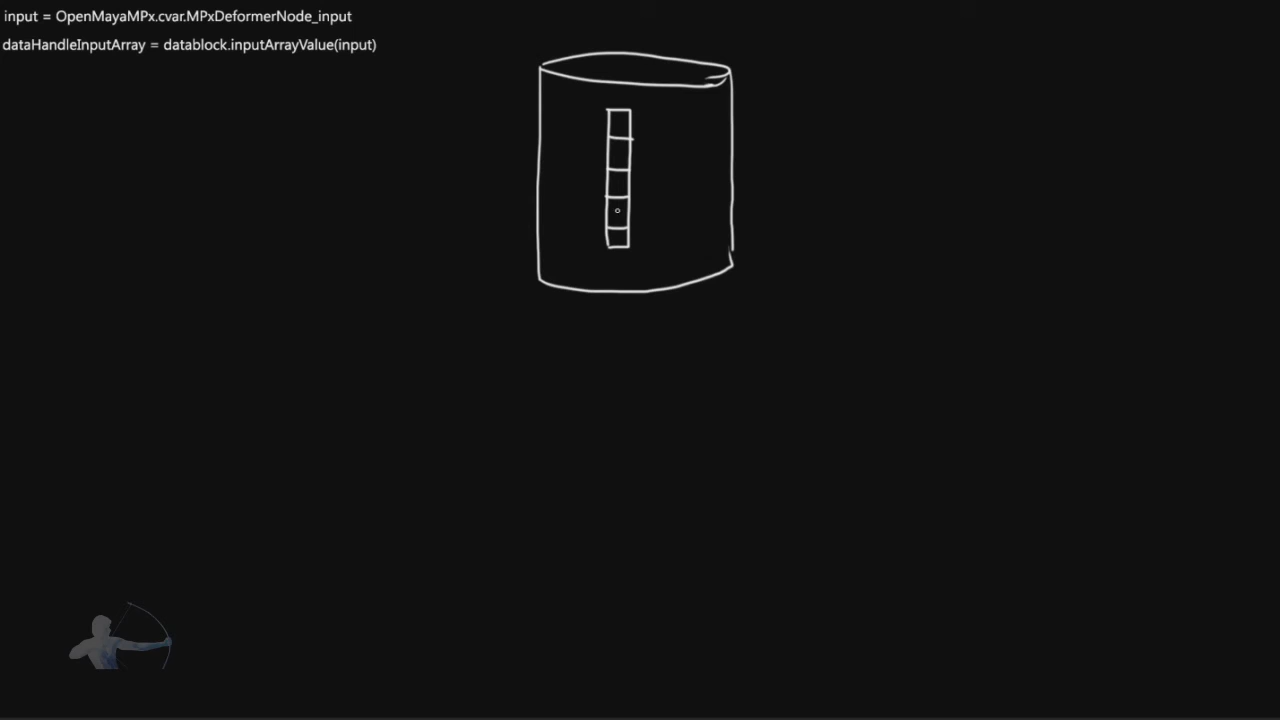 input = OpenMayaMPx.cvar.MPxDeformerNode_input
dataHandleInputArray = datablock.inputArrayValue(input)